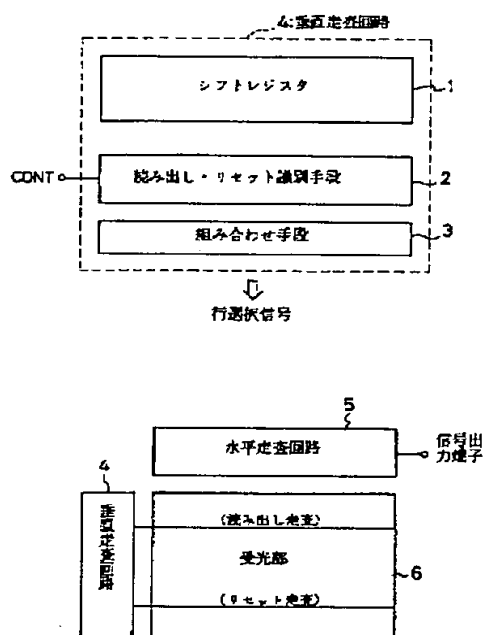 4:垂直走査回路
シフトレジスタ
1
CONT
読み出し・リセット識別手段
2
組み合わせ手段
3
行選択信号
5
水平走査回路
信号出
力端子
4
垂直走査回路
(読み出し走査)
受光部
6
(リセット走査)